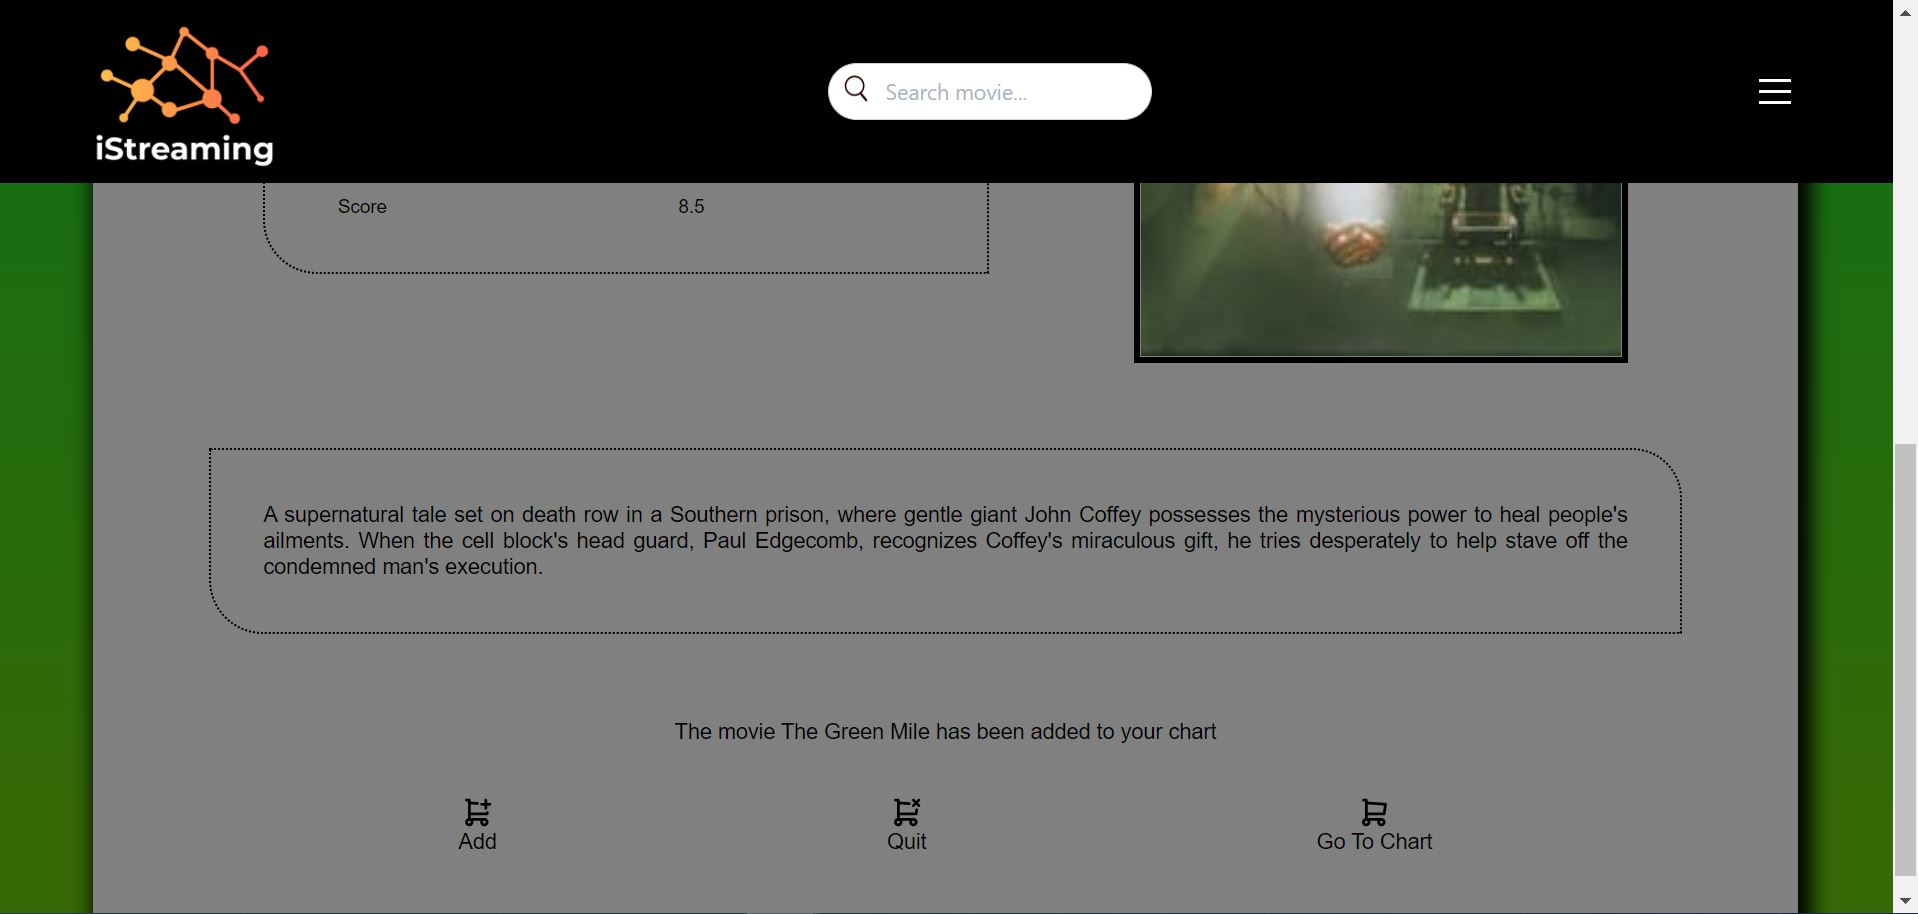 iStreaming
Search movie...
Score 8.5
A supernatural tale set on death row in a Southern prison, where gentle giant John Coffey possesses the mysterious power to heal people's
ailments. When the cell block's head guard, Paul Edgecomb, recognizes Coffey's miraculous gift, he tries desperately to help stave off the
condemned man's execution.
The movie The Green Mile has been added to your chart
Add
Quit
Go To Chart